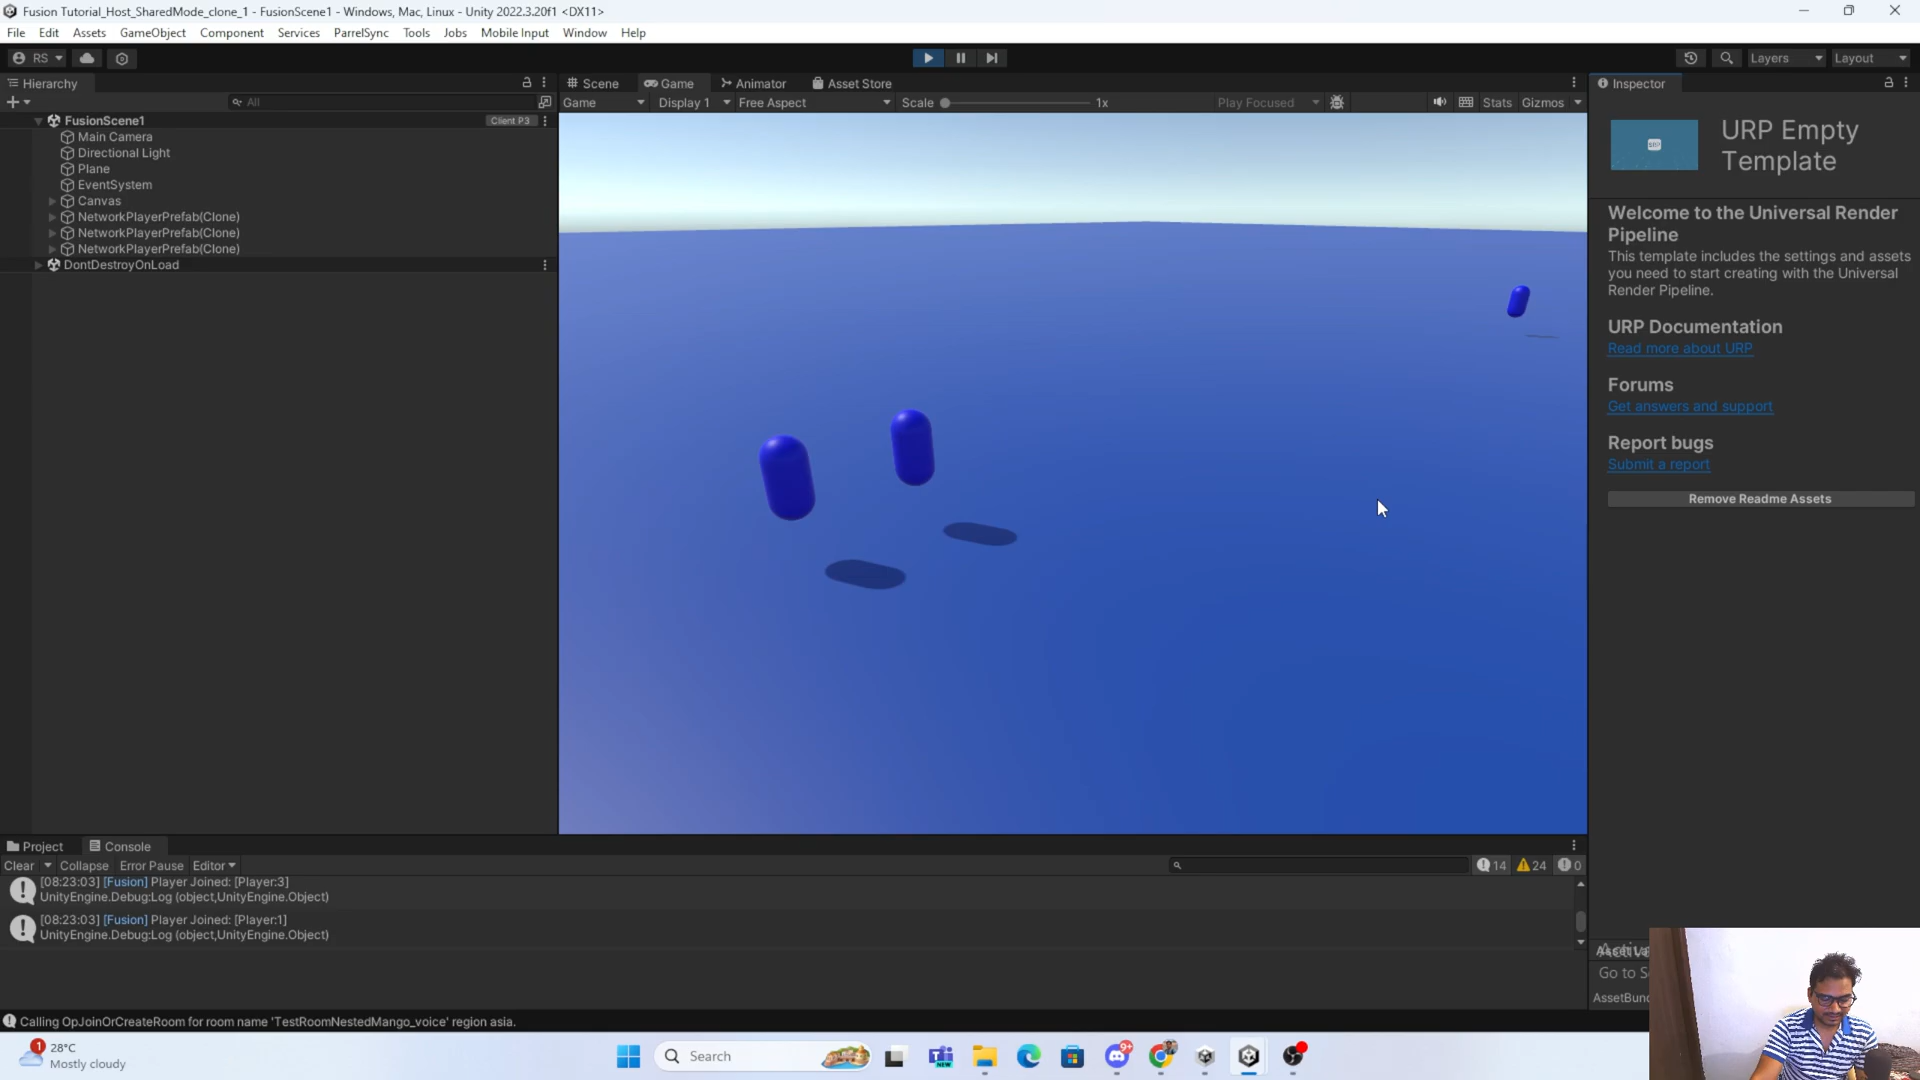 Fusion Tutorial_Host_SharedMode_clone_1 - FusionScene1 - Windows, Mac, Linux - Unity 2022.3.20f1 <DX11>
File Edit Assets GameObject Component Services ParrelSync Tools Jobs Mobile Input Window Help
RS Layers Layout
Hierarchy Scene Game Animator Asset Store Inspector
All Game Display 1 Free Aspect Scale 1x Play Focused Stats Gizmos
FusionScene1 Client P3
Main Camera
Directional Light
Plane
EventSystem
Canvas
NetworkPlayerPrefab(Clone)
NetworkPlayerPrefab(Clone)
NetworkPlayerPrefab(Clone)
DontDestroyOnLoad
URP Empty
Template
Welcome to the Universal Render
Pipeline
This template includes the settings and assets
you need to start creating with the Universal
Render Pipeline.
URP Documentation
Read more about URP
Forums
Get answers and support
Report bugs
Submit a report
Remove Readme Assets
Project Console
Clear Collapse Error Pause Editor 14 24 0
[08:23:03] [Fusion] Player Joined: [Player:3]
UnityEngine.Debug:Log (object,UnityEngine.Object)
[08:23:03] [Fusion] Player Joined: [Player:1]
UnityEngine.Debug:Log (object,UnityEngine.Object)
Go to S
AssetBun
Calling OpJoinOrCreateRoom for room name 'TestRoomNestedMango_voice' region asia.
1 28°C
Mostly cloudy
Search
NEW
9+